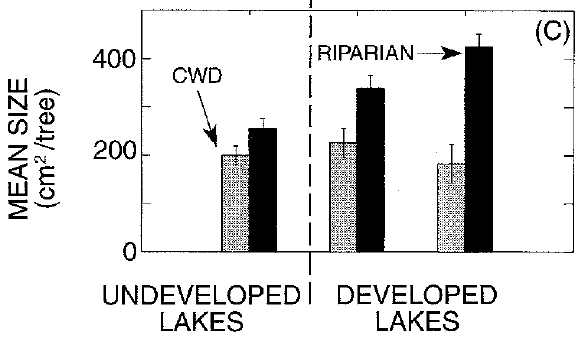 (C)
RIPARIAN
CWD
MEAN SIZE
(cm² /tree)
400
200
0
UNDEVELOPED
LAKES
DEVELOPED
LAKES